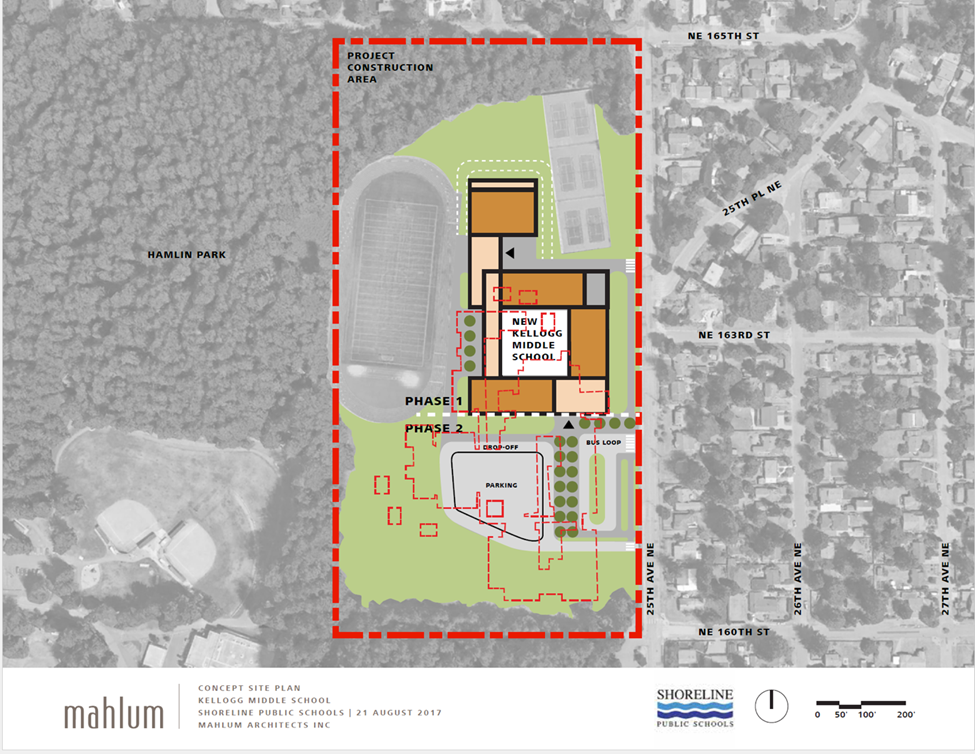 NE 165TH ST
PROJECT
CONSTRUCTION
AREA
25TH PL NE
HAMLIN PARK
NEW
KELLOGG
MIDDLE
SCHOOL
NE 163RD ST
PHASE 1
PHASE 2
DROP-OFF
BUS LOOP
PARKING
25TH AVE NE
26TH AVE NE
27TH AVE NE
NE 160TH ST
mahlum
CONCEPT SITE PLAN
KELLOGG MIDDLE SCHOOL
SHORELINE PUBLIC SCHOOLS | 21 AUGUST 2017
MAHLUM ARCHITECTS INC
SHORELINE
PUBLIC SCHOOLS
0 50' 100' 200'